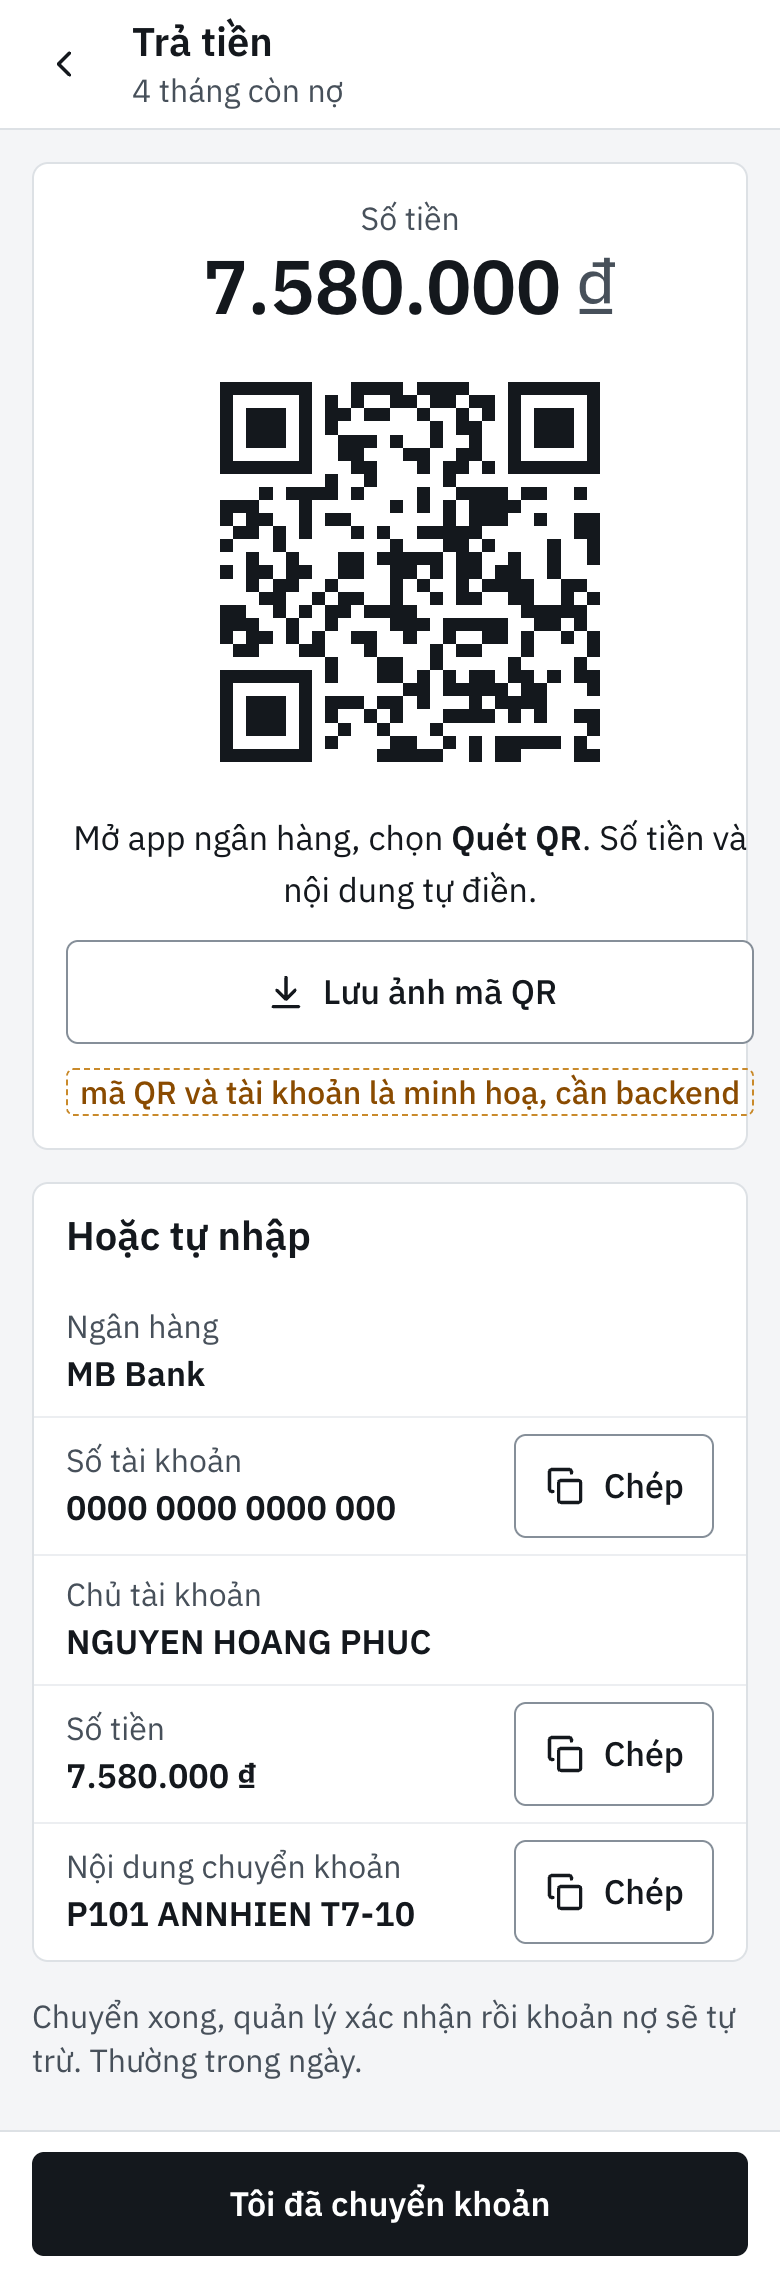 Trả tiền
4 tháng còn nợ
Số tiền
7.580.000 ₫
Mở app ngân hàng, chọn Quét QR. Số tiền và
nội dung tự điền.
Lưu ảnh mã QR
mã QR và tài khoản là minh hoạ, cần backend
Hoặc tự nhập
Ngân hàng
MB Bank
Số tài khoản
0000 0000 0000 000
Chép
Chủ tài khoản
NGUYEN HOANG PHUC
Số tiền
7.580.000 ₫
Chép
Nội dung chuyển khoản
P101 ANNHIEN T7-10
Chép
Chuyển xong, quản lý xác nhận rồi khoản nợ sẽ tự
trừ. Thường trong ngày.
Tôi đã chuyển khoản